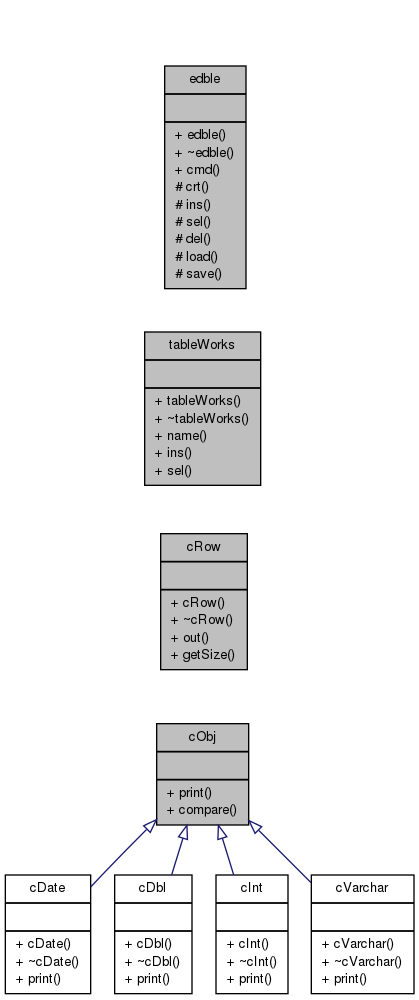 edble
+ edble()
+ ~edble()
+ cmd()
# crt()
# ins()
# sel()
# del()
# load()
# save()
tableWorks
+ tableWorks()
+ ~tableWorks()
+ name()
+ ins()
+ sel()
cRow
+ cRow()
+ ~cRow()
+ out()
+ getSize()
cObj
+ print()
+ compare()
cDate
+ cDate()
+ ~cDate()
+ print()
cDbl
+ cDbl()
+ ~cDbl()
+ print()
cInt
+ cInt()
+ ~cInt()
+ print()
cVarchar
+ cVarchar()
+ ~cVarchar()
+ print()